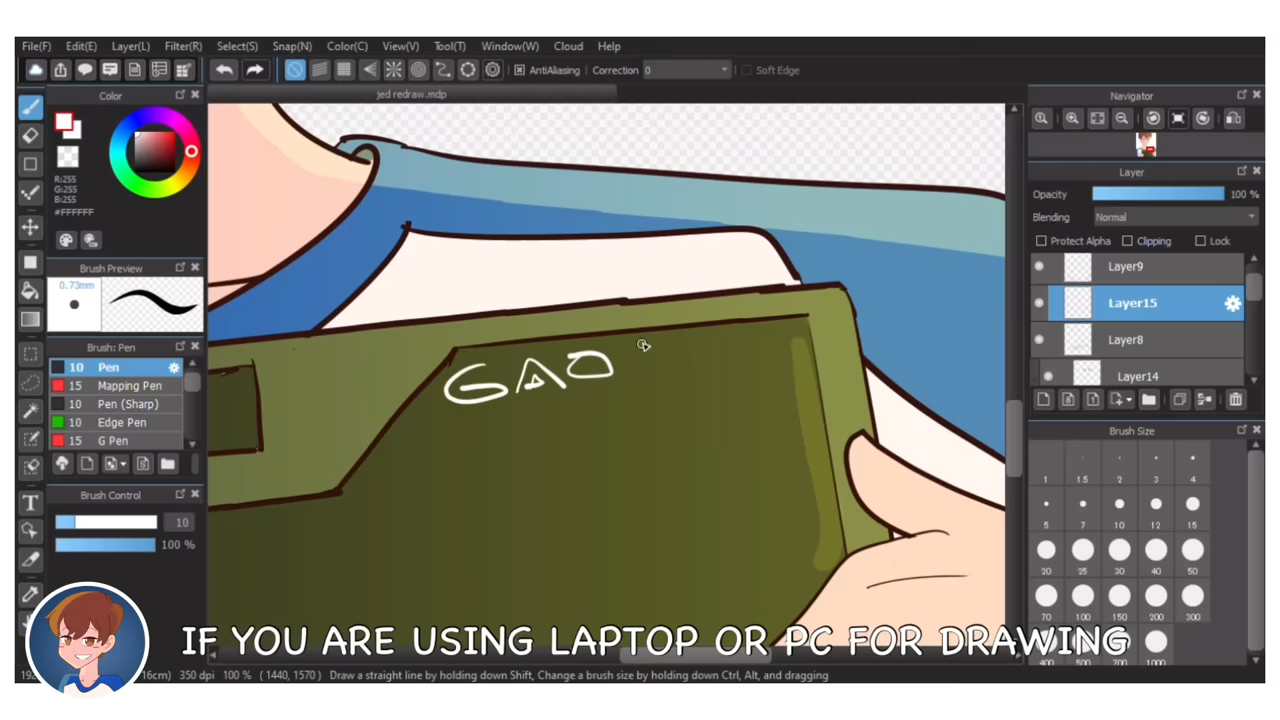 File(F) Edit(E) Layer(L) Filter(R) Select(S) Snap(N) Color(C) View(V) Tool(T) Window(W) Cloud Help
AntiAliasing Correction 0 Soft Edge
jed redraw.mdp
Color
R:255
G:255
B:255
#FFFFFF
Brush Preview
0.73mm
Brush: Pen
10 Pen
15 Mapping Pen
10 Pen (Sharp)
10 Edge Pen
15 G Pen
Brush Control
10
100 %
GAO
Navigator
Layer
Opacity 100 %
Blending Normal
Protect Alpha Clipping Lock
Layer9
Layer15
Layer8
Layer14
Brush Size
1 1.5 2 3 4
5 7 10 12 15
20 25 30 40 50
70 100 150 200 300
400 500 700 1000
IF YOU ARE USING LAPTOP OR PC FOR DRAWING
16cm) 350 dpi 100 % ( 1440, 1570 ) Draw a straight line by holding down Shift, Change a brush size by holding down Ctrl, Alt, and dragging